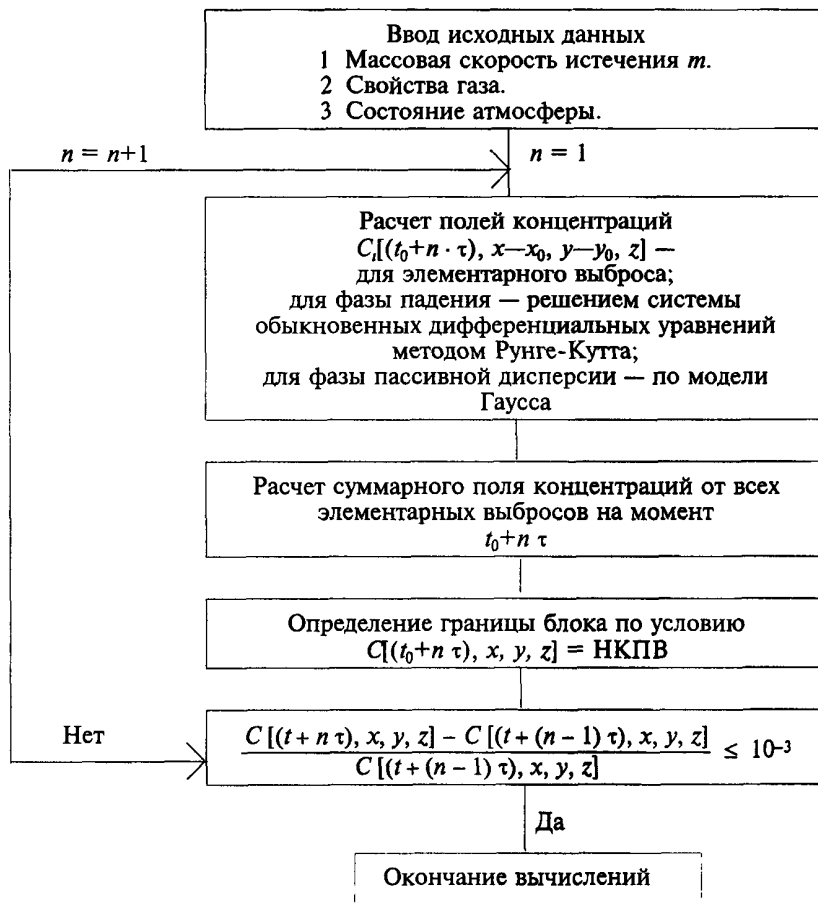 Ввод исходных данных
1 Массовая скорость истечения m.
2 Свойства газа.
3 Состояние атмосферы.
n = n+1
n = 1
Расчет полей концентраций
Cᵢ[(t₀+n · τ), x—x₀, y—y₀, z] —
для элементарного выброса;
для фазы падения — решением системы
обыкновенных дифференциальных уравнений
методом Рунге-Кутта;
для фазы пассивной дисперсии — по модели
Гаусса
Расчет суммарного поля концентраций от всех
элементарных выбросов на момент
t₀+n τ
Определение границы блока по условию
C[(t₀+n τ), x, y, z] = НКПВ
Нет
C [(t + n τ), x, y, z] – C [(t + (n – 1) τ), x, y, z]
C [(t + (n – 1) τ), x, y, z]
≤ 10⁻³
Да
Окончание вычислений